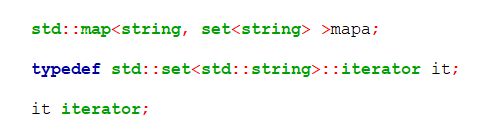 std::map<string, set<string> >mapa;
typedef std::set<std::string>::iterator it;
it iterator;